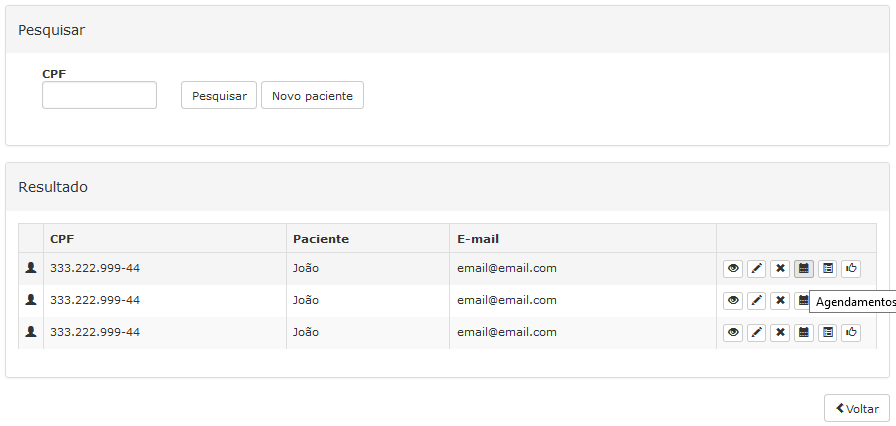 Pesquisar
CPF
Pesquisar Novo paciente
Resultado
CPF Paciente E-mail
333.222.999-44 João email@email.com
333.222.999-44 João email@email.com
Agendamentos
333.222.999-44 João email@email.com
Voltar